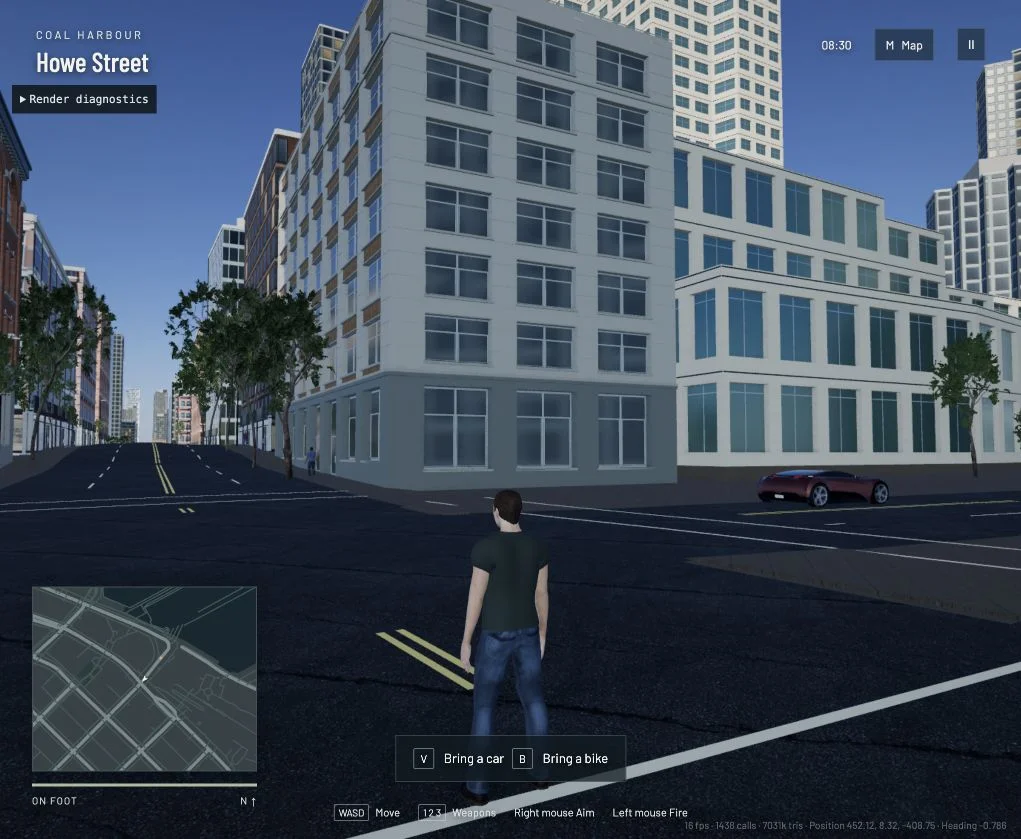 COAL HARBOUR
Howe Street
▶ Render diagnostics
08:30
M Map
II
V Bring a car B Bring a bike
ON FOOT
N ↑
WASD Move 1 2 3 Weapons Right mouse Aim Left mouse Fire
16 fps · 1438 calls · 7031k tris · Position 452.12, 8.32, -408.75 · Heading -0.786